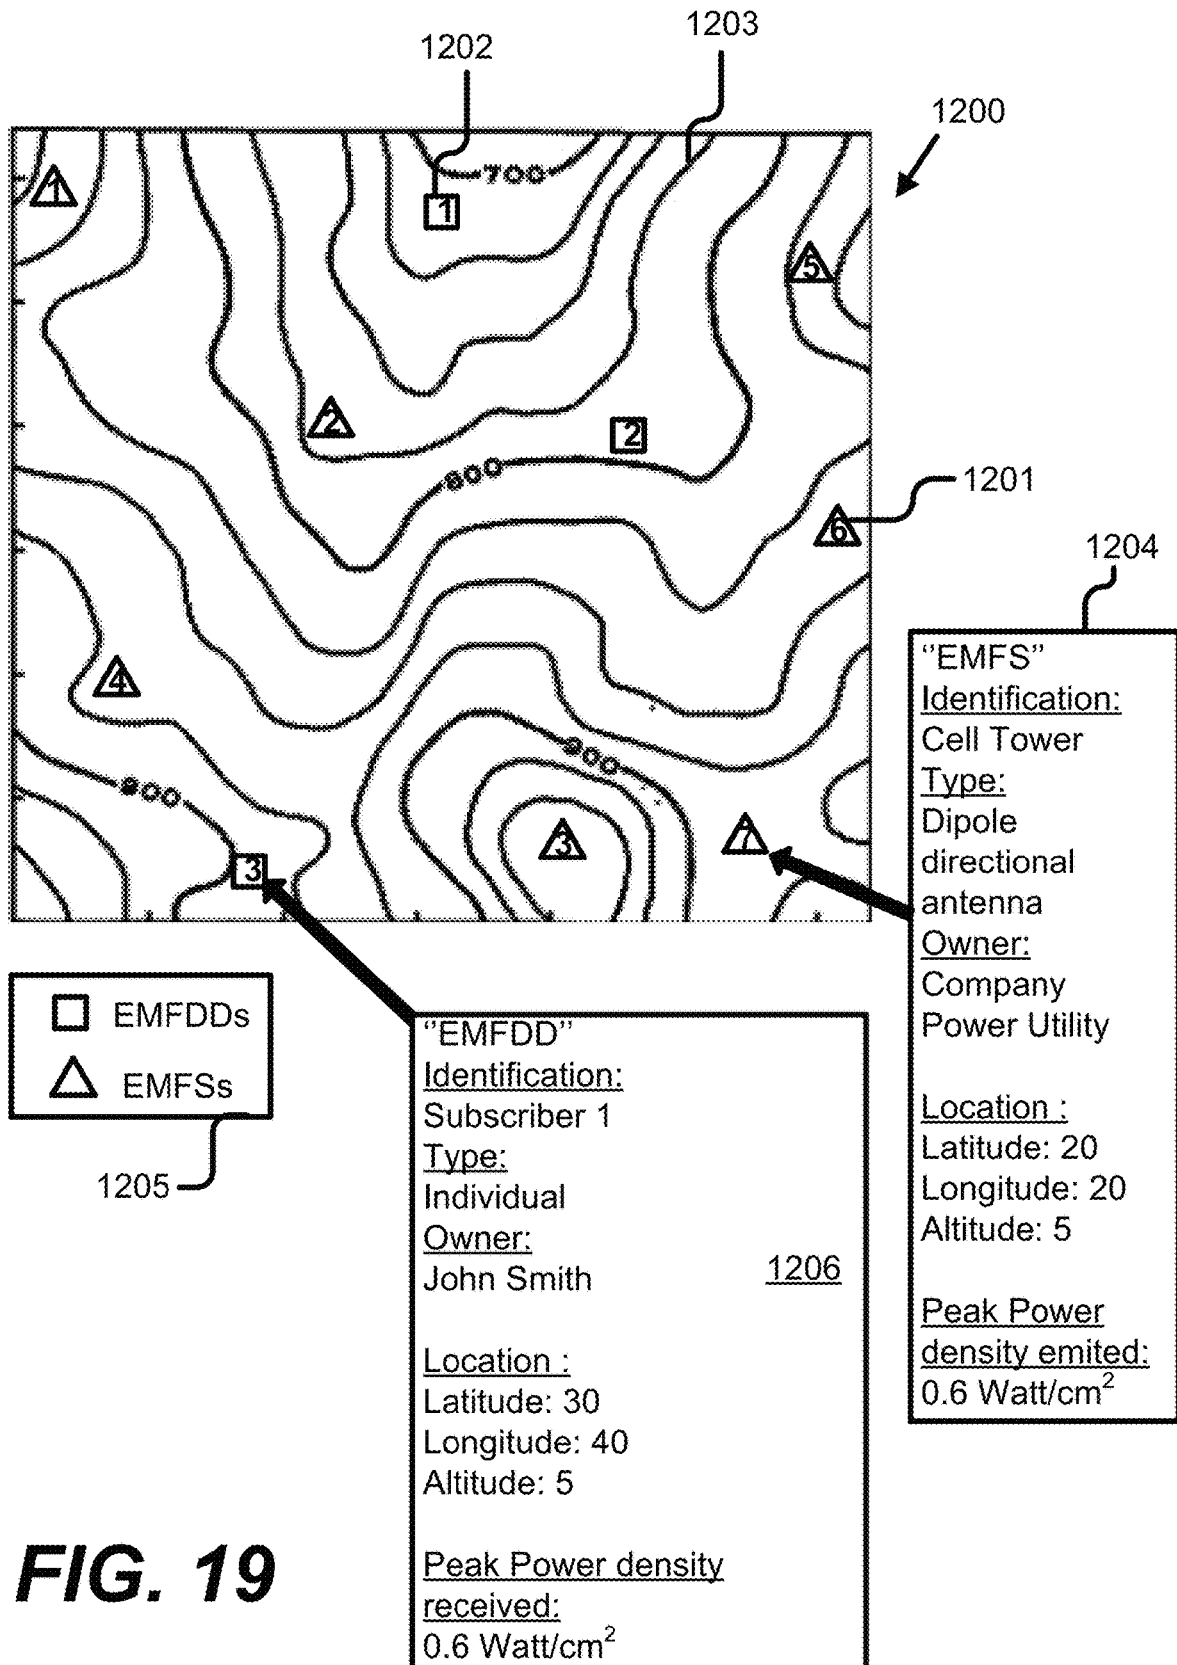 1203
1202
1200
700
1
1
5
2
2
800
1201
6
1204
4
900
900
3
7
3
"EMFS"
Identification:
Cell Tower
Type:
Dipole
directional
antenna
Owner:
Company
Power Utility
Location :
Latitude: 20
Longitude: 20
Altitude: 5
Peak Power
density emited:
0.6 Watt/cm²
EMFDDs
EMFSs
1205
"EMFDD"
Identification:
Subscriber 1
Type:
Individual
Owner:
John Smith
1206
Location :
Latitude: 30
Longitude: 40
Altitude: 5
Peak Power density
received:
0.6 Watt/cm²
FIG. 19